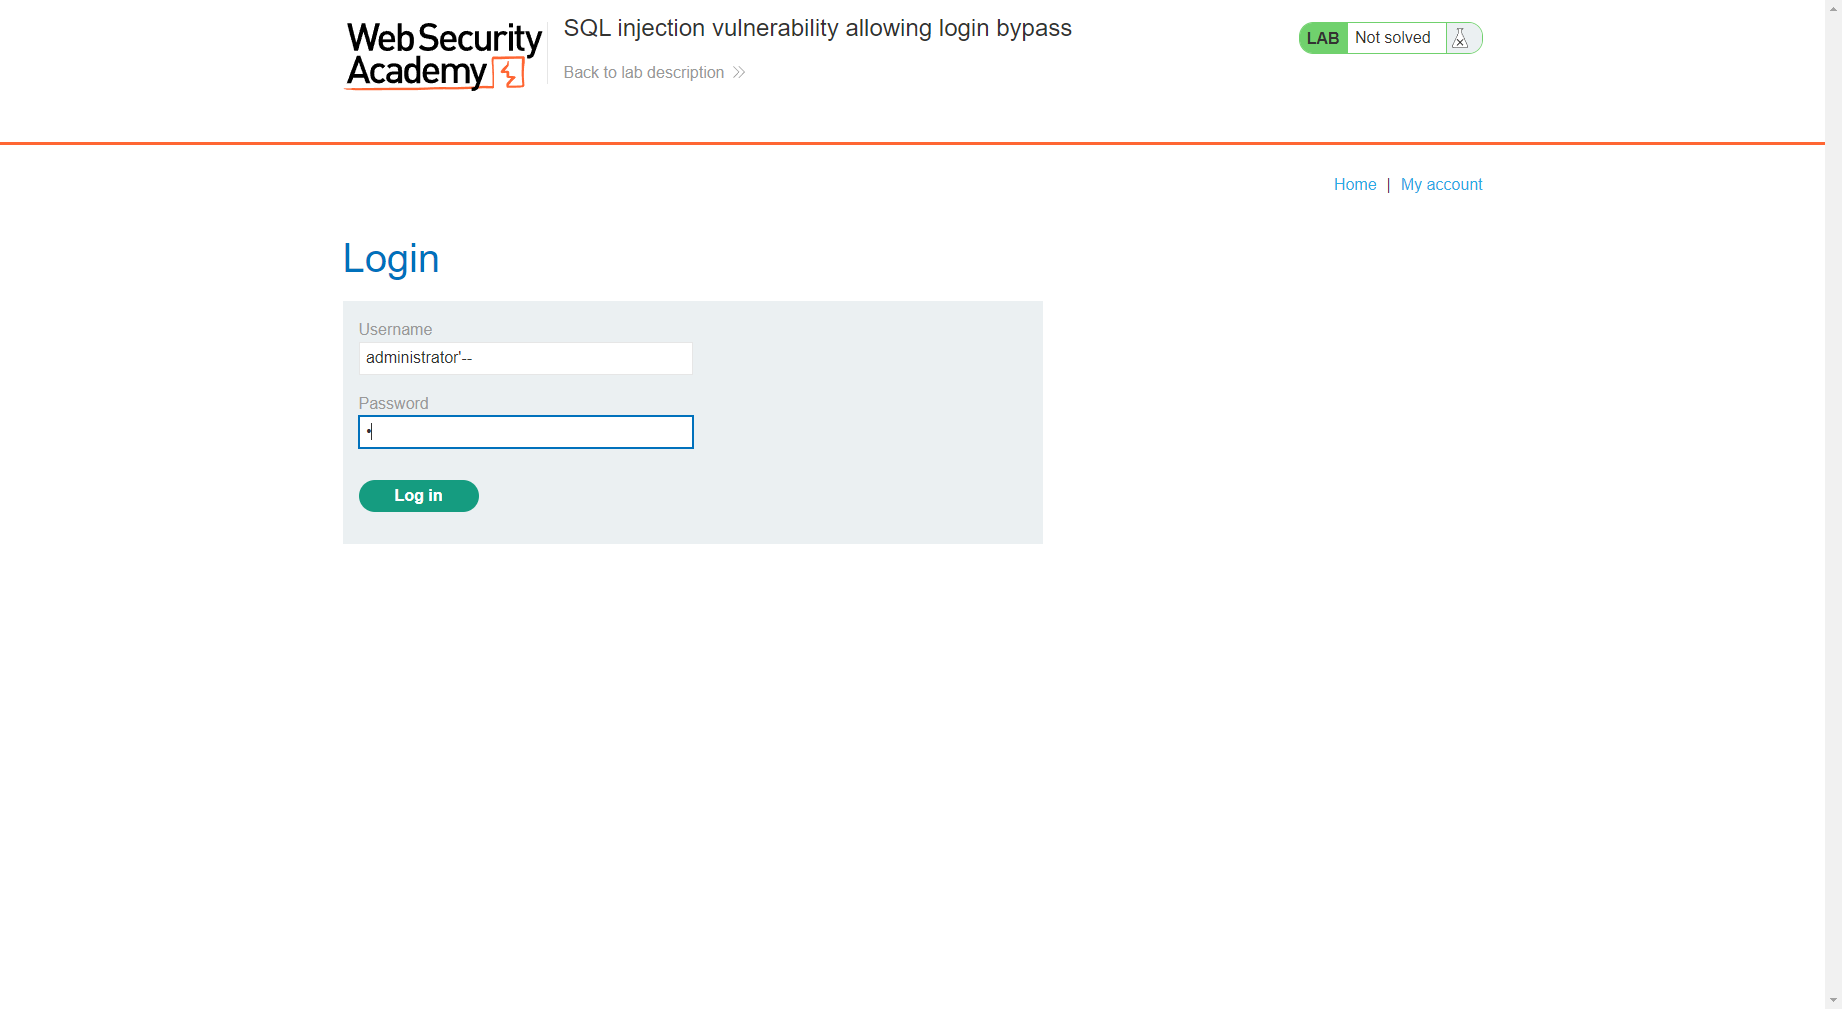 Web Security
Academy
SQL injection vulnerability allowing login bypass
Back to lab description
LAB Not solved
Home | My account
Login
Username
administrator'--
Password
•
Log in